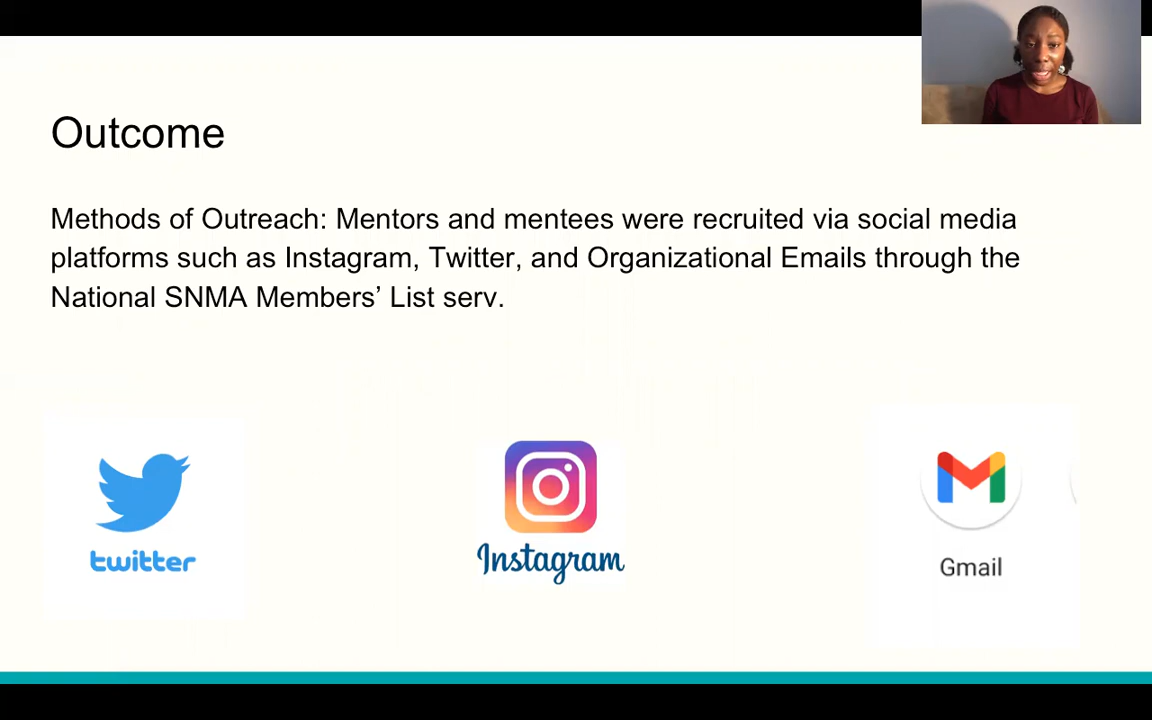 Outcome
Methods of Outreach: Mentors and mentees were recruited via social media
platforms such as Instagram, Twitter, and Organizational Emails through the
National SNMA Members’ List serv.
twitter
Instagram
Gmail